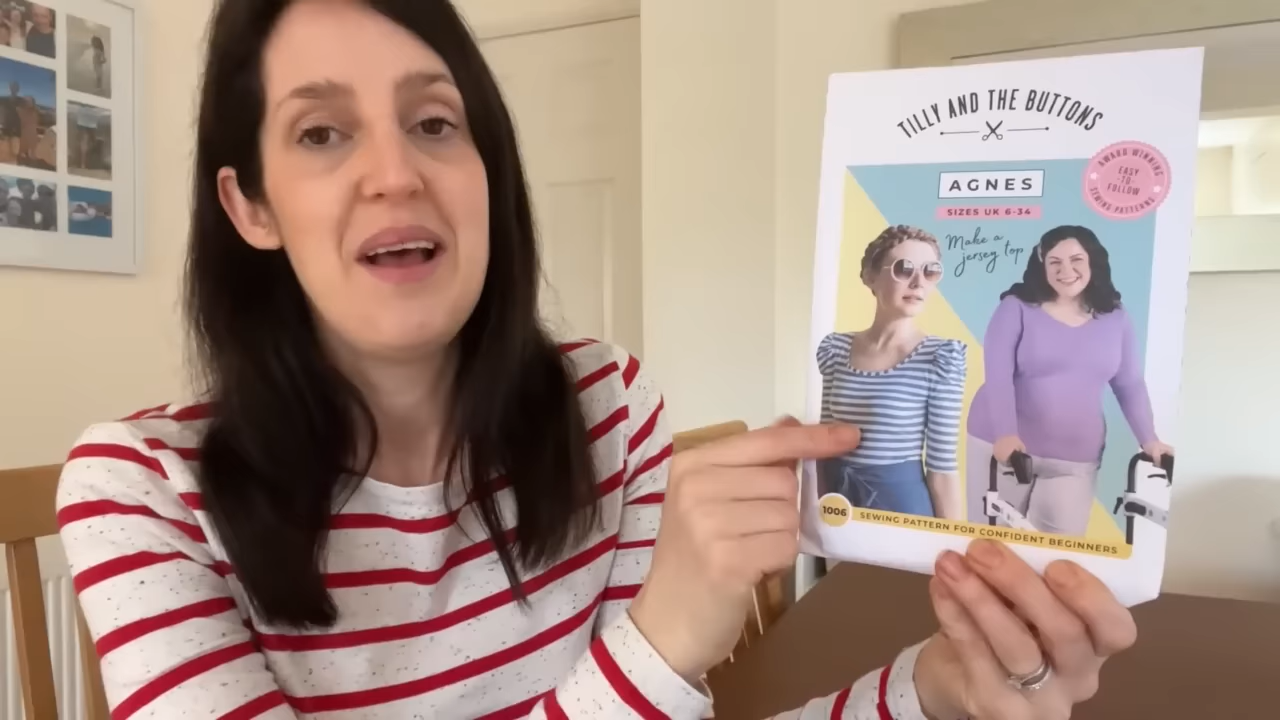 TILLY AND THE BUTTONS
AGNES
SIZES UK 6-34
Make a
jersey top
AWARD WINNING
EASY
-TO-
FOLLOW
SEWING PATTERNS
1006
SEWING PATTERN FOR CONFIDENT BEGINNERS